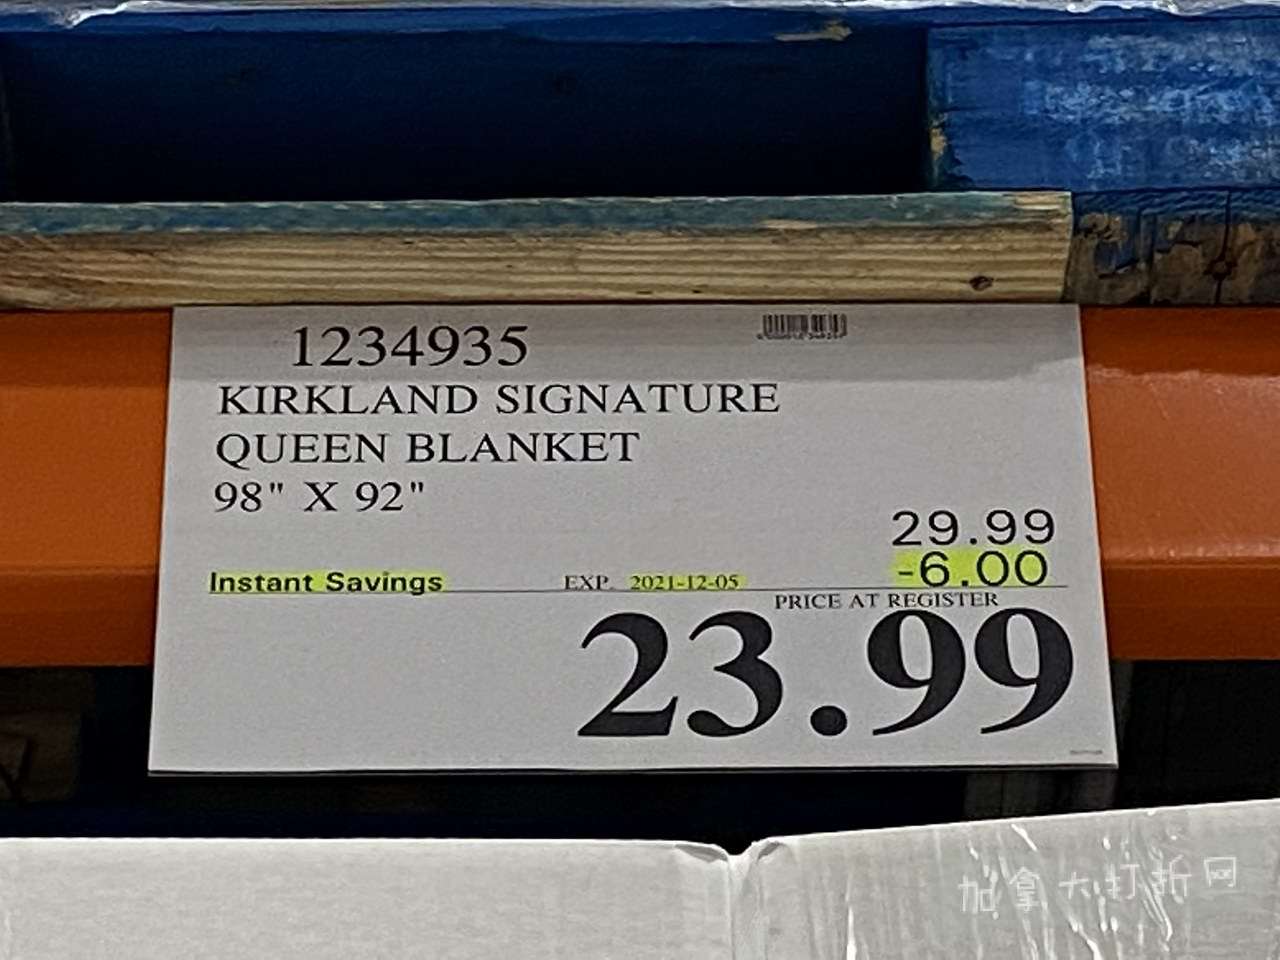 1234935
KIRKLAND SIGNATURE
QUEEN BLANKET
98" X 92"
29.99
-6.00
Instant Savings EXP. 2021-12-05
PRICE AT REGISTER
23.99
加拿大打折网